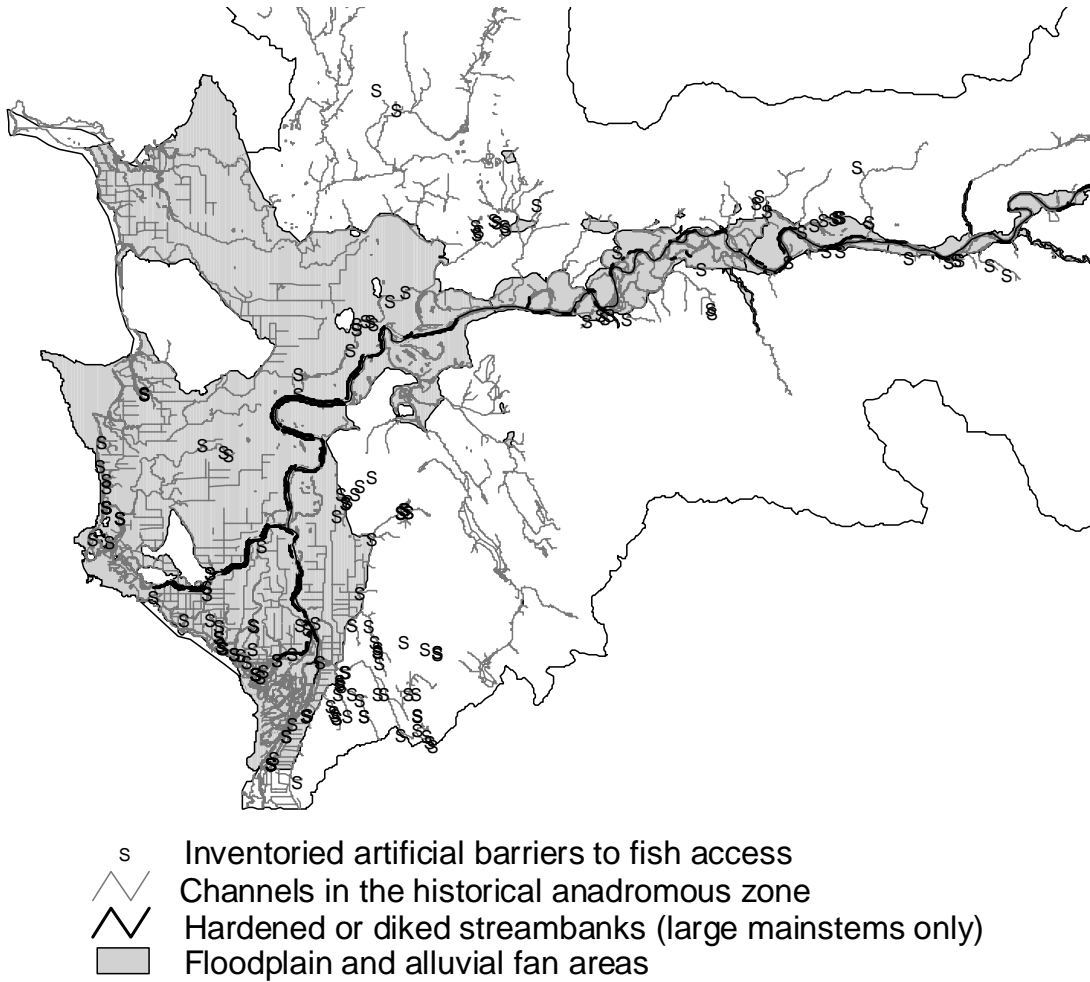 s Inventoried artificial barriers to fish access
Channels in the historical anadromous zone
Hardened or diked streambanks (large mainstems only)
Floodplain and alluvial fan areas